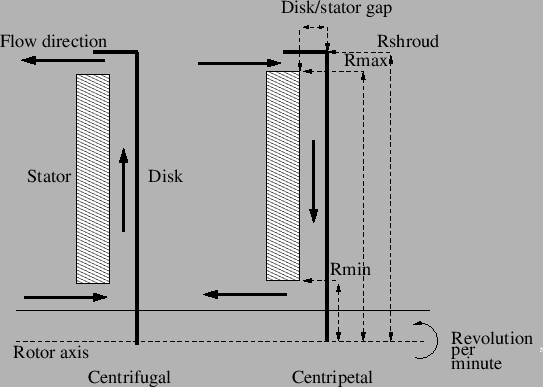 Disk/stator gap
Flow direction
Rshroud
Rmax
Stator
Disk
Rmin
Rotor axis
Revolution
per
minute
Centrifugal
Centripetal